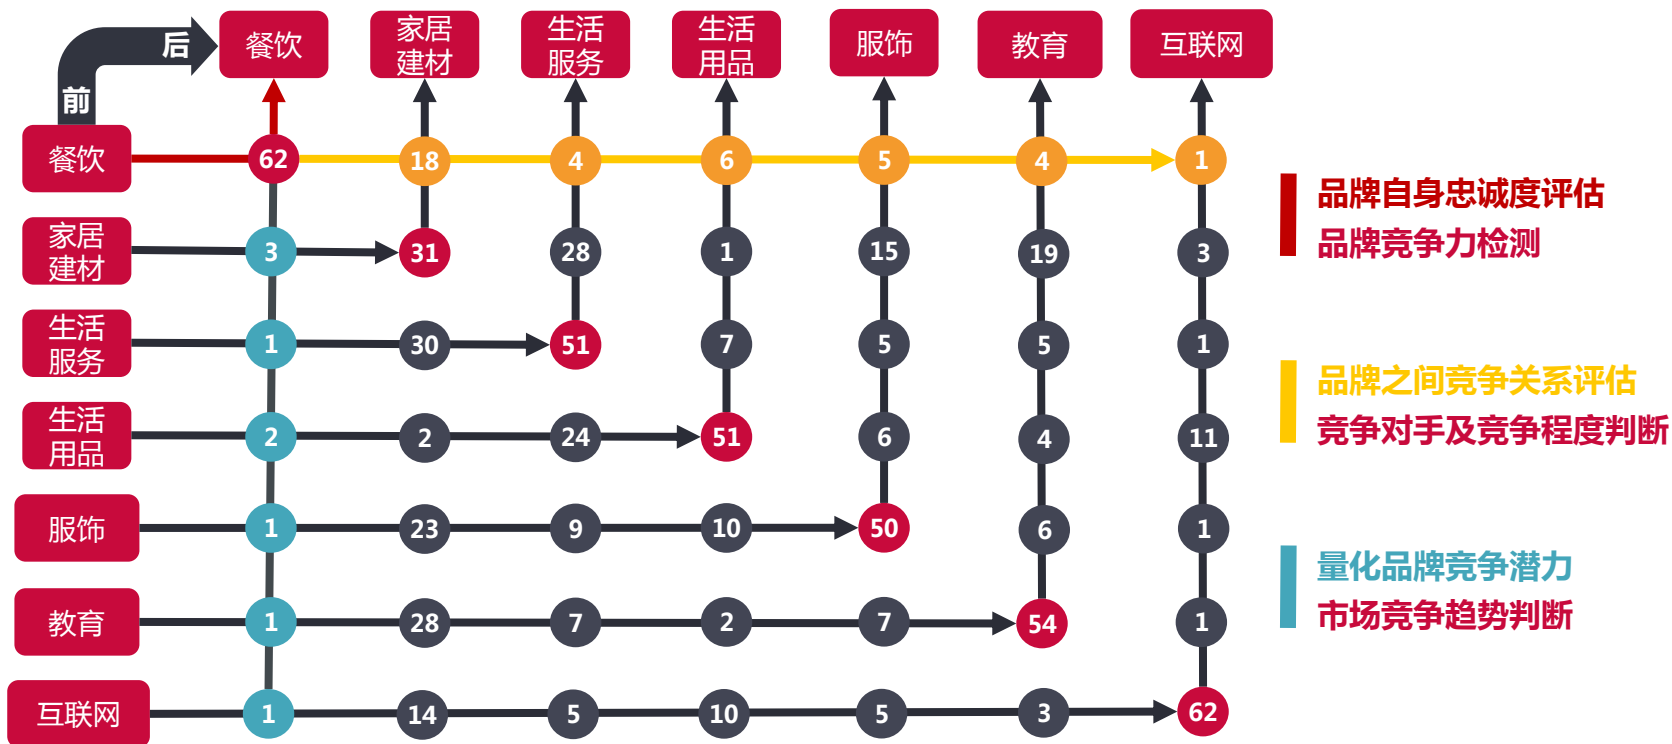 后
餐饮
家居
建材
生活
服务
生活
用品
服饰
教育
互联网
前
餐饮
62
18
4
6
5
4
1
家居
建材
3
31
28
1
15
19
3
生活
服务
1
30
51
7
5
5
1
生活
用品
2
2
24
51
6
4
11
服饰
1
23
9
10
50
6
1
教育
1
28
7
2
7
54
1
互联网
1
14
5
10
5
3
62
品牌自身忠诚度评估
品牌竞争力检测
品牌之间竞争关系评估
竞争对手及竞争程度判断
量化品牌竞争潜力
市场竞争趋势判断